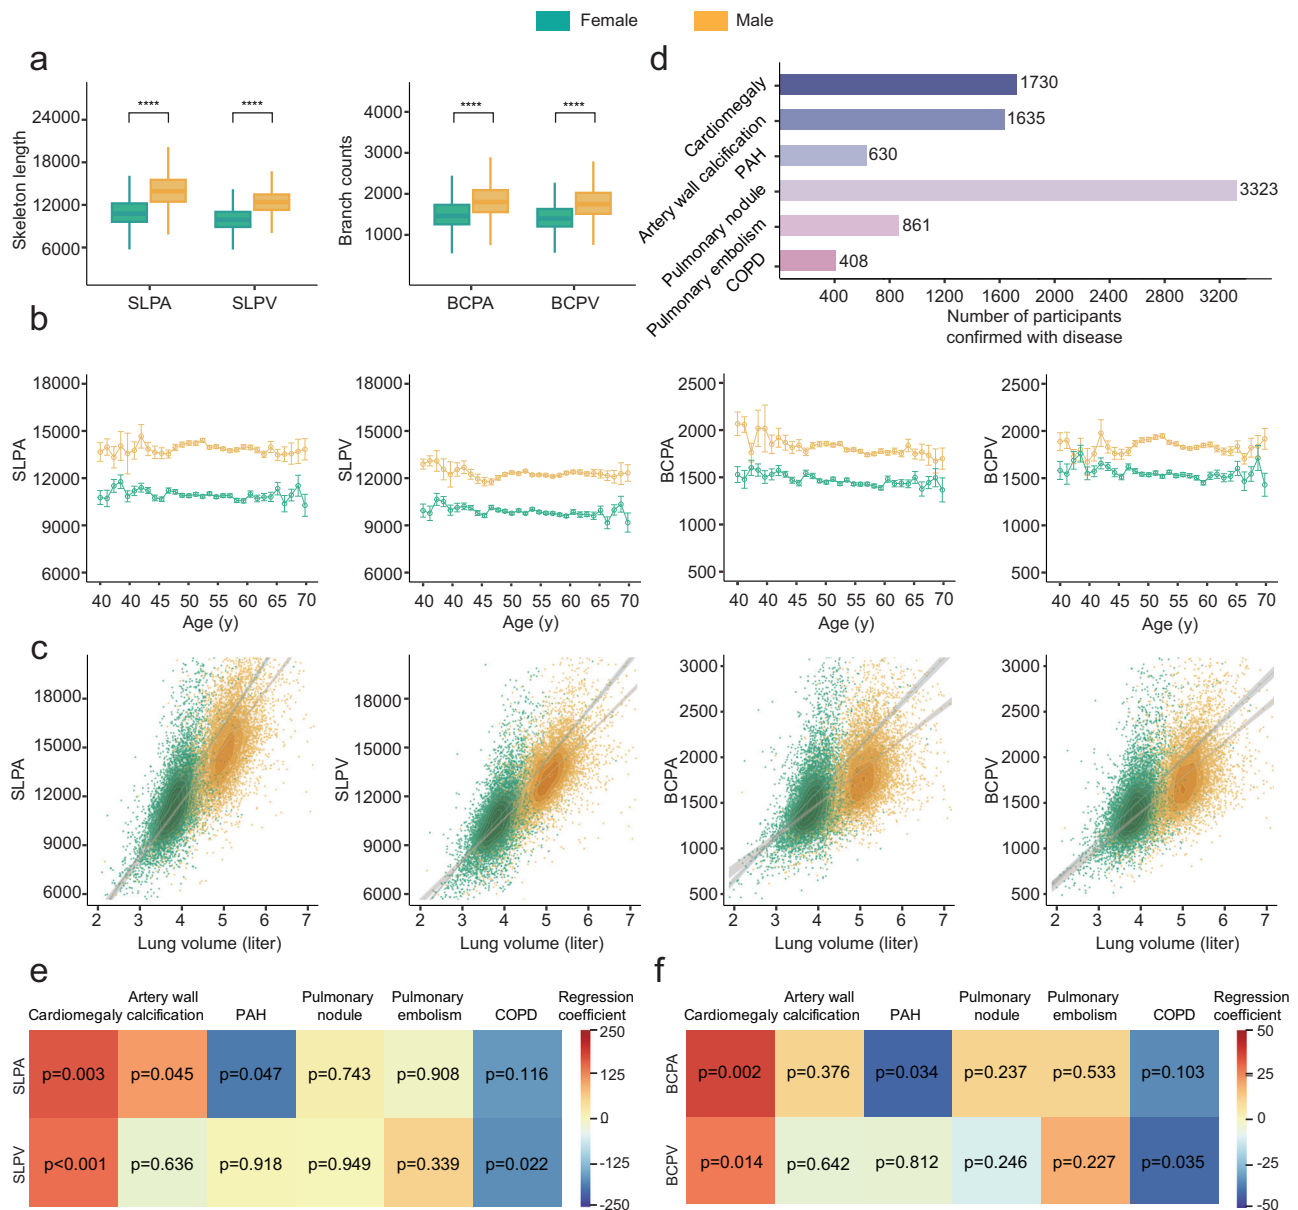 Female Male
a
Skeleton length
24000
18000
12000
6000
**** ****
SLPA SLPV
Branch counts
4000
3000
2000
1000
**** ****
BCPA BCPV
d
Cardiomegaly 1730
Artery wall calcification 1635
PAH 630
Pulmonary nodule 3323
Pulmonary embolism 861
COPD 408
400 800 1200 1600 2000 2400 2800 3200
Number of participants
confirmed with disease
b
SLPA
18000
15000
12000
9000
6000
40 40 45 50 55 60 65 70
Age (y)
SLPV
18000
15000
12000
9000
6000
40 40 45 50 55 60 65 70
Age (y)
BCPA
2500
2000
1500
1000
500
40 40 45 50 55 60 65 70
Age (y)
BCPV
2500
2000
1500
1000
500
40 40 45 50 55 60 65 70
Age (y)
c
SLPA
18000
15000
12000
9000
6000
2 3 4 5 6 7
Lung volume (liter)
SLPV
18000
15000
12000
9000
6000
2 3 4 5 6 7
Lung volume (liter)
BCPA
3000
2500
2000
1500
1000
500
2 3 4 5 6 7
Lung volume (liter)
BCPV
3000
2500
2000
1500
1000
500
2 3 4 5 6 7
Lung volume (liter)
e
Cardiomegaly
Artery wall
calcification
PAH
Pulmonary
nodule
Pulmonary
embolism
COPD
Regression
coefficient
SLPA p=0.003 p=0.045 p=0.047 p=0.743 p=0.908 p=0.116
SLPV p<0.001 p=0.636 p=0.918 p=0.949 p=0.339 p=0.022
250
125
0
-125
-250
f
Cardiomegaly
Artery wall
calcification
PAH
Pulmonary
nodule
Pulmonary
embolism
COPD
Regression
coefficient
BCPA p=0.002 p=0.376 p=0.034 p=0.237 p=0.533 p=0.103
BCPV p=0.014 p=0.642 p=0.812 p=0.246 p=0.227 p=0.035
50
25
0
-25
-50